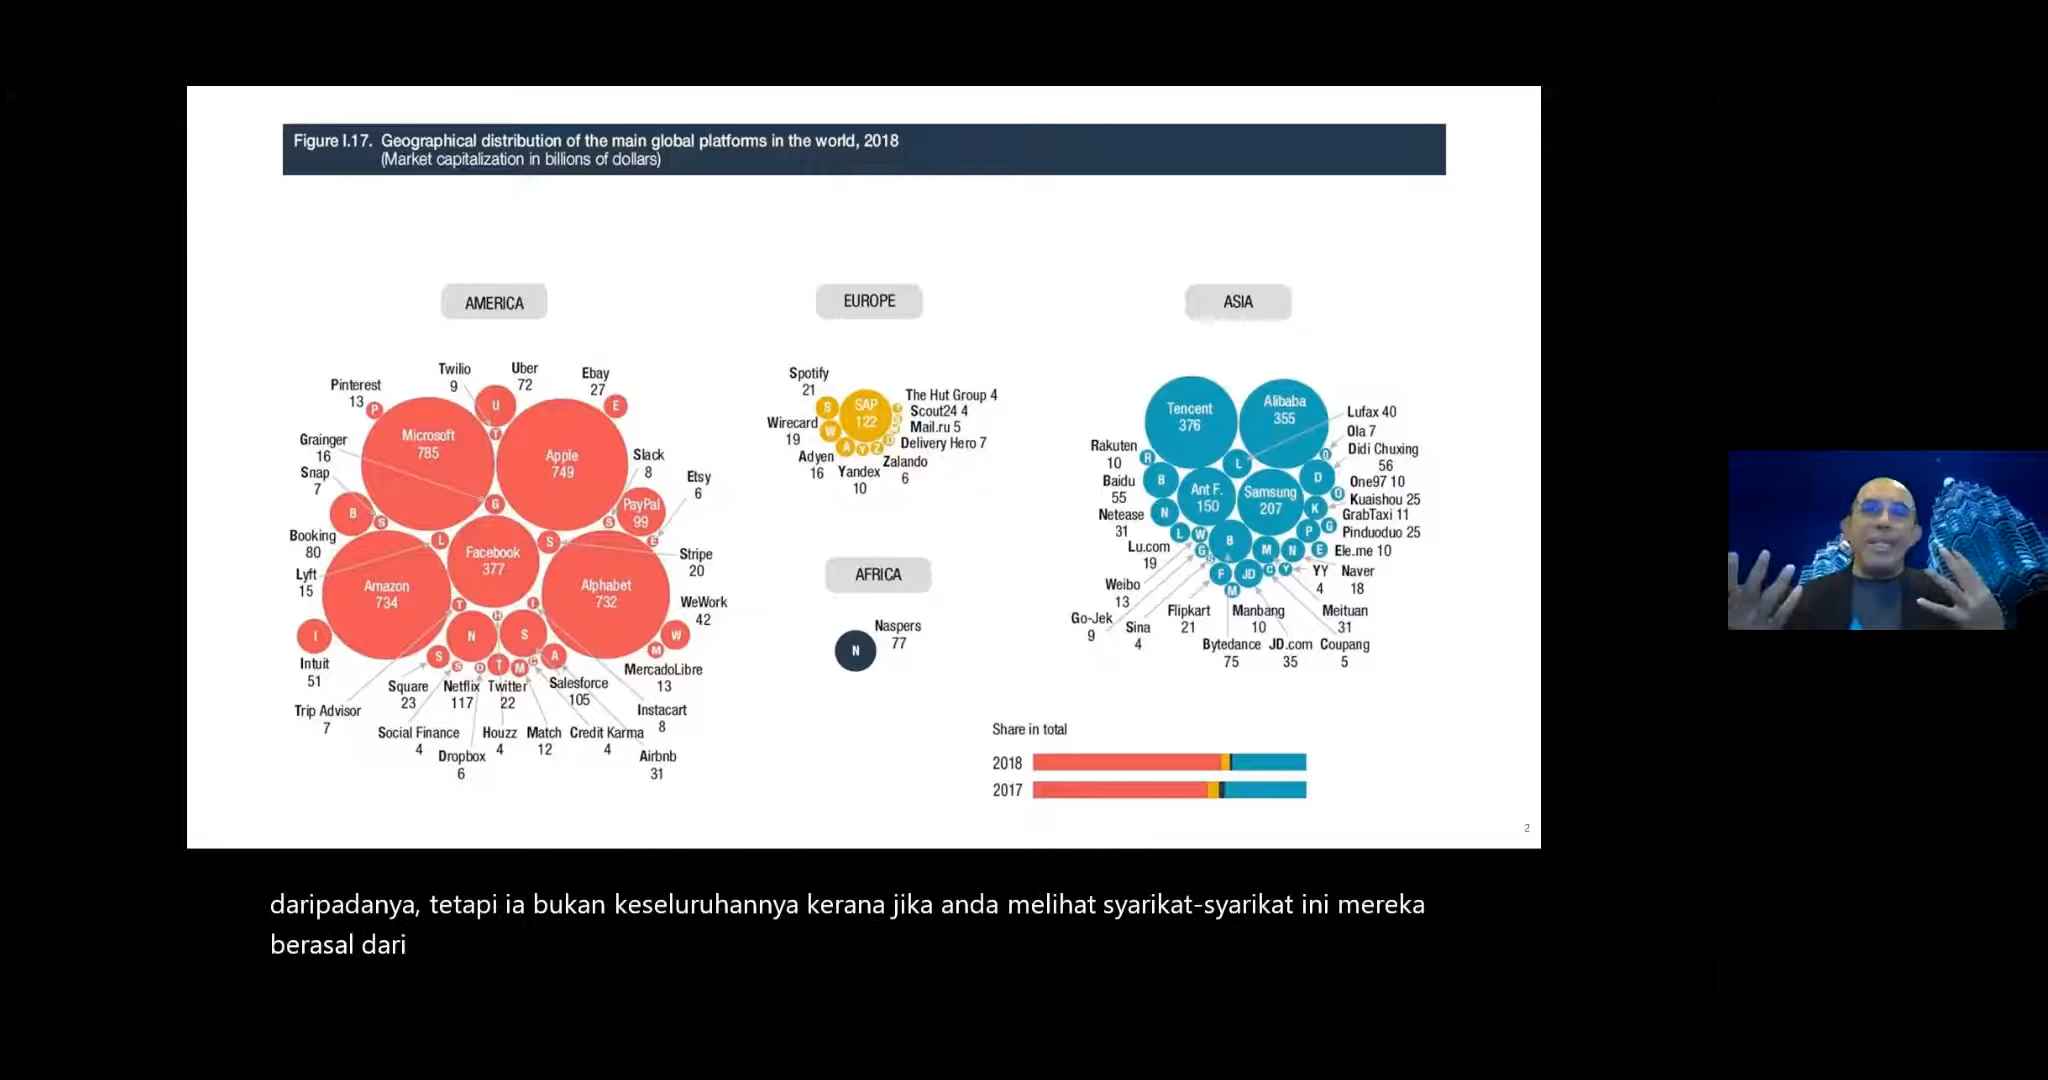 Figure I.17. Geographical distribution of the main global platforms in the world, 2018
(Market capitalization in billions of dollars)
AMERICA
Twilio
9
Uber
72
Ebay
27
Pinterest
13
P
U
E
T
Microsoft
785
Apple
749
Grainger
16
Slack
8
Snap
7
Etsy
6
G
B
S
S
PayPal
99
Booking
80
L
Facebook
377
S
E
Stripe
20
Lyft
15
Amazon
734
Alphabet
732
WeWork
42
T
H
I
I
N
S
W
M
S
S
D
T
M
C
A
Intuit
51
MercadoLibre
13
Square
23
Netflix
117
Twitter
22
Salesforce
105
Trip Advisor
7
Instacart
8
Social Finance
4
Houzz
4
Match
12
Credit Karma
4
Dropbox
6
Airbnb
31
EUROPE
Spotify
21
SAP
122
The Hut Group 4
Scout24 4
Mail.ru 5
Delivery Hero 7
Wirecard
19
S
W
A
Y
Z
D
Adyen
16
Yandex
10
Zalando
6
AFRICA
Naspers
77
N
ASIA
Tencent
376
Alibaba
355
Lufax 40
Ola 7
Didi Chuxing
56
Rakuten
10
R
L
O
Baidu
55
B
Ant F.
150
Samsung
207
D
One97 10
O
Kuaishou 25
Netease
31
N
K
GrabTaxi 11
G
Pinduoduo 25
P
Lu.com
19
L
W
G
B
M
N
E
Ele.me 10
F
JD
C
Y
YY
4
Naver
18
M
Weibo
13
Go-Jek
9
Sina
4
Flipkart
21
Manbang
10
Meituan
31
Bytedance
75
JD.com
35
Coupang
5
Share in total
2018
2017
2
daripadanya, tetapi ia bukan keseluruhannya kerana jika anda melihat syarikat-syarikat ini mereka
berasal dari